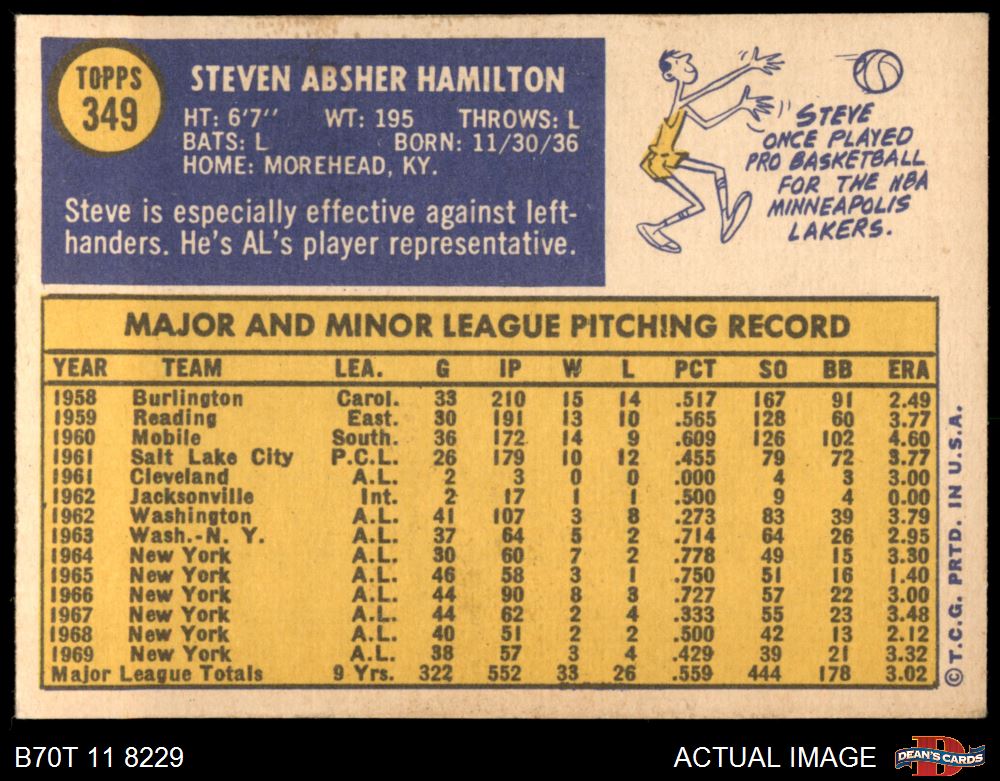 TOPPS
349
STEVEN ABSHER HAMILTON
HT: 6'7'' WT: 195 THROWS: L
BATS: L BORN: 11/30/36
HOME: MOREHEAD, KY.
Steve is especially effective against left-
handers. He's AL's player representative.
STEVE
ONCE PLAYED
PRO BASKETBALL
FOR THE NBA
MINNEAPOLIS
LAKERS.
MAJOR AND MINOR LEAGUE PITCHING RECORD
YEAR TEAM LEA. G IP W L PCT SO BB ERA
1958 Burlington Carol. 33 210 15 14 .517 167 91 2.49
1959 Reading East. 30 191 13 10 .565 128 60 3.77
1960 Mobile South. 36 172 14 9 .609 126 102 4.60
1961 Salt Lake City P.C.L. 26 179 10 12 .455 79 72 3.77
1961 Cleveland A.L. 2 3 0 0 .000 4 3 3.00
1962 Jacksonville Int. 2 17 1 1 .500 9 4 0.00
1962 Washington A.L. 41 107 3 8 .273 83 39 3.79
1963 Wash.-N. Y. A.L. 37 64 5 2 .714 64 26 2.95
1964 New York A.L. 30 60 7 2 .778 49 15 3.30
1965 New York A.L. 46 58 3 1 .750 51 16 1.40
1966 New York A.L. 44 90 8 3 .727 57 22 3.00
1967 New York A.L. 44 62 2 4 .333 55 23 3.48
1968 New York A.L. 40 51 2 2 .500 42 13 2.12
1969 New York A.L. 38 57 3 4 .429 39 21 3.32
Major League Totals 9 Yrs. 322 552 33 26 .559 444 178 3.02
© T.C.G. PRTD. IN U.S.A.
B70T 11 8229
ACTUAL IMAGE
DEAN'S CARDS